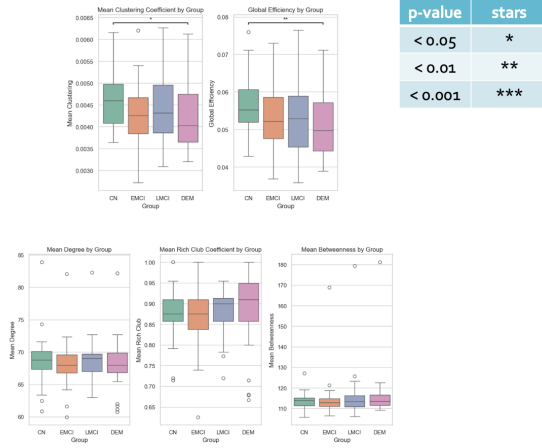 Mean Clustering Coefficient by Group
*
Mean Clustering
0.0065
0.0060
0.0055
0.0050
0.0045
0.0040
0.0035
0.0030
CN EMCI LMCI DEM
Group
Global Efficiency by Group
**
Global Efficiency
0.08
0.07
0.06
0.05
0.04
CN EMCI LMCI DEM
Group
p-value stars
< 0.05 *
< 0.01 **
< 0.001 ***
Mean Degree by Group
Mean Degree
85
80
75
70
65
60
CN EMCI LMCI DEM
Group
Mean Rich Club Coefficient by Group
Mean Rich Club
1.00
0.95
0.90
0.85
0.80
0.75
0.70
0.65
CN EMCI LMCI DEM
Group
Mean Betweenness by Group
Mean Betweenness
180
170
160
150
140
130
120
110
CN EMCI LMCI DEM
Group